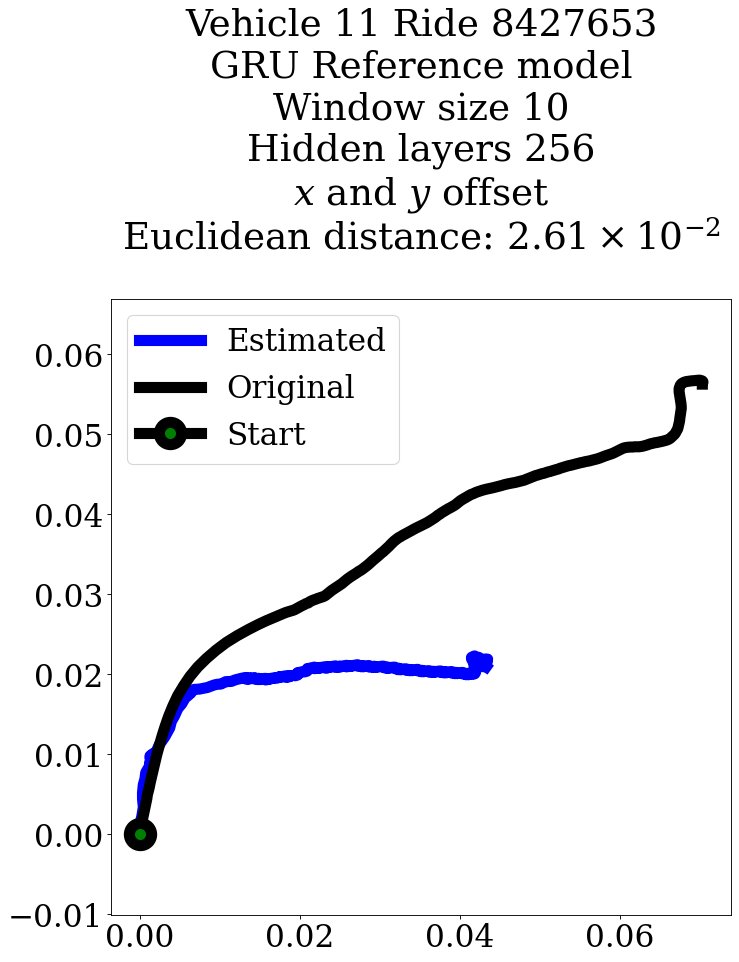 Vehicle 11 Ride 8427653
GRU Reference model
Window size 10
Hidden layers 256
x and y offset
Euclidean distance: 2.61 × 10⁻²
Estimated
Original
Start
0.06
0.05
0.04
0.03
0.02
0.01
0.00
−0.01
0.00 0.02 0.04 0.06